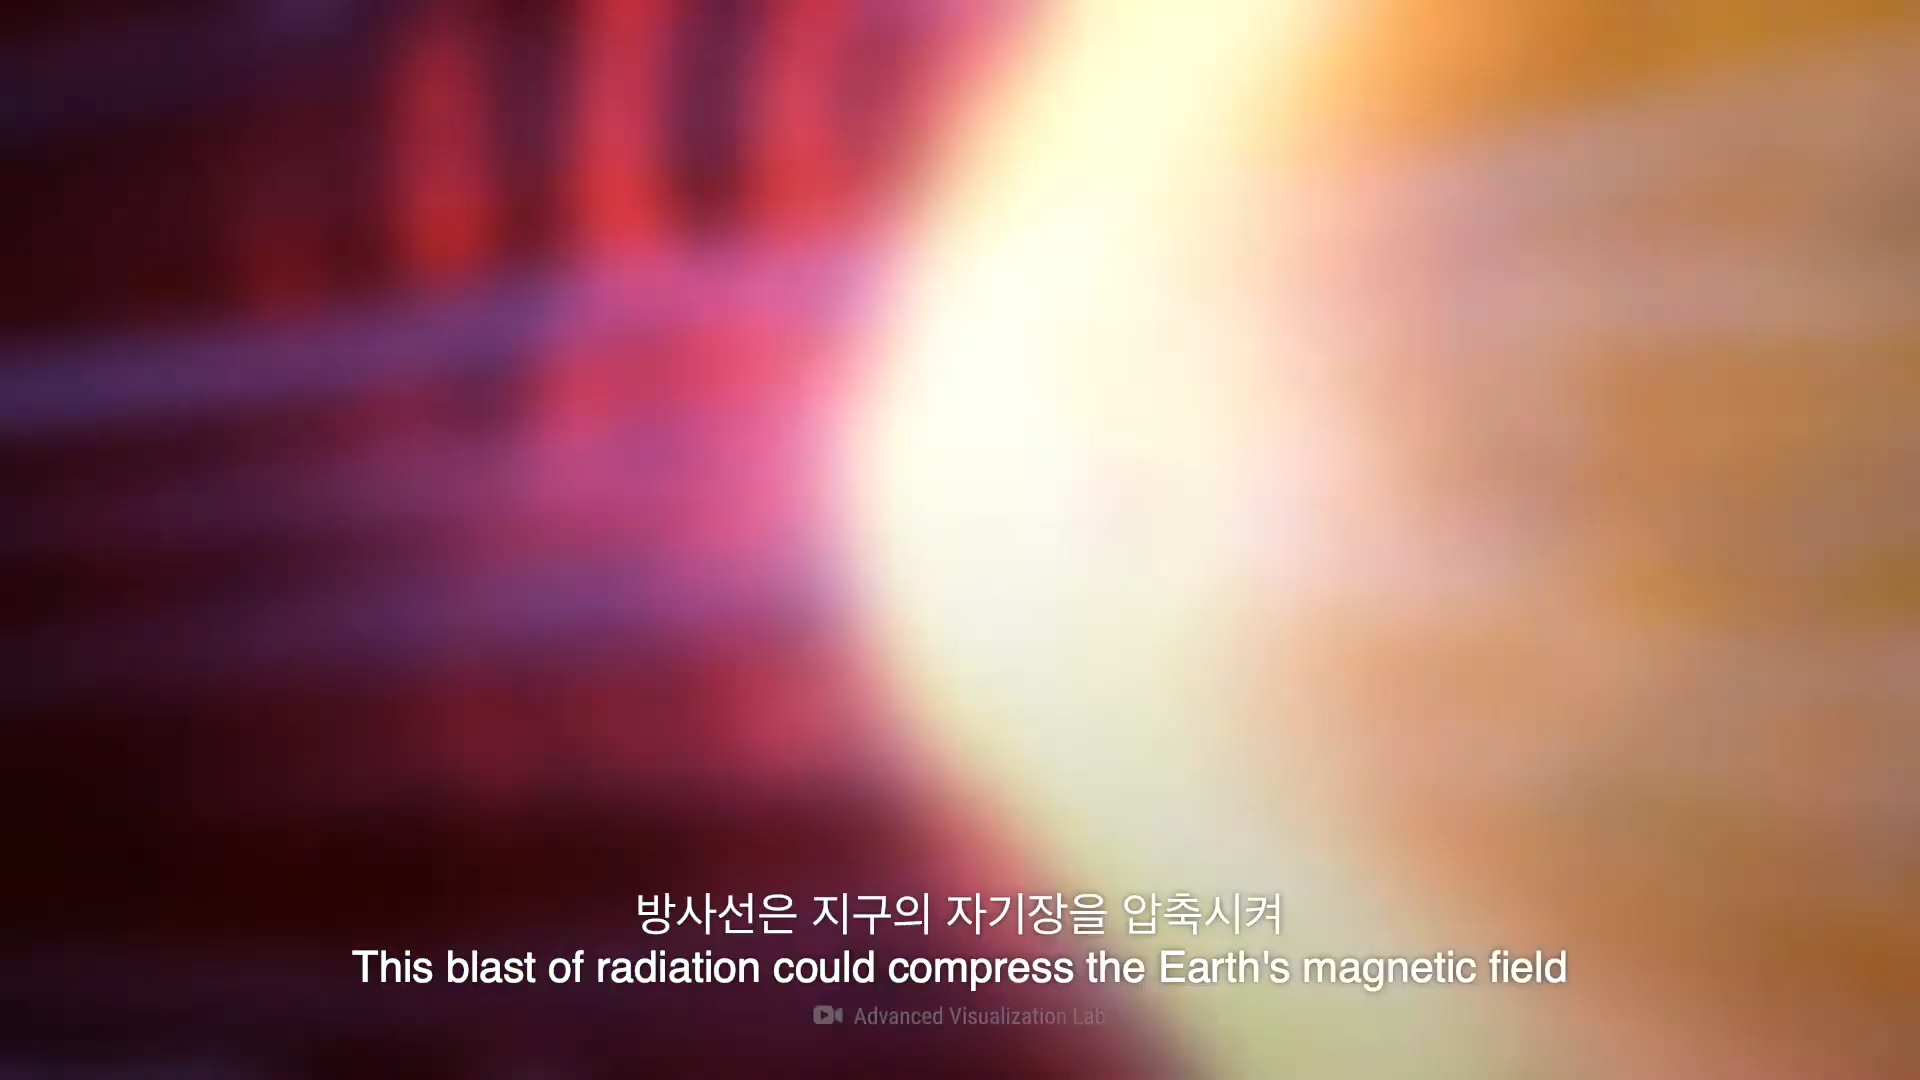 방사선은 지구의 자기장을 압축시켜
This blast of radiation could compress the Earth's magnetic field
Advanced Visualization Lab